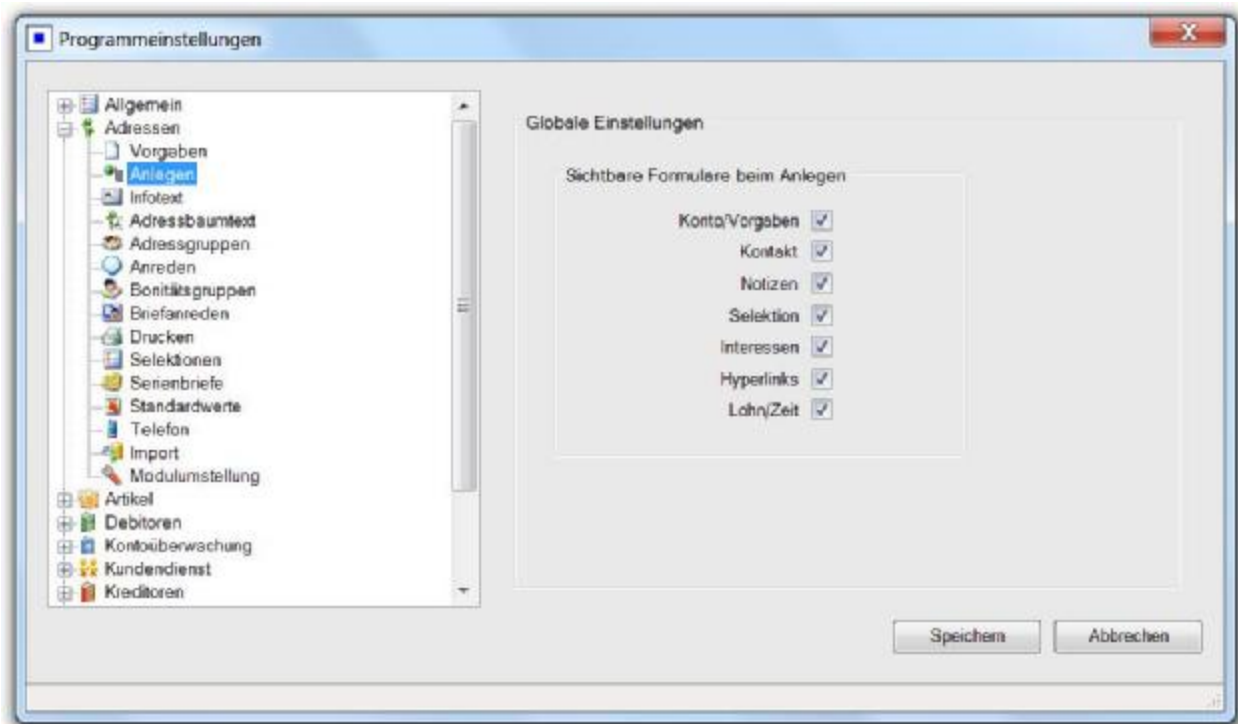 Programmeinstellungen
Allgemein
Adressen
Vorgaben
Anlegen
Infotext
Adressbaumtext
Adressgruppen
Anreden
Bonitätsgruppen
Briefanreden
Drucken
Selektionen
Serienbriefe
Standardwerte
Telefon
Import
Modulumstellung
Artikel
Debitoren
Kontoüberwachung
Kundendienst
Kreditoren
Globale Einstellungen
Sichtbare Formulare beim Anlegen
Konto/Vorgaben
Kontakt
Notizen
Selektion
Interessen
Hyperlinks
Lohn/Zeit
Speichern
Abbrechen